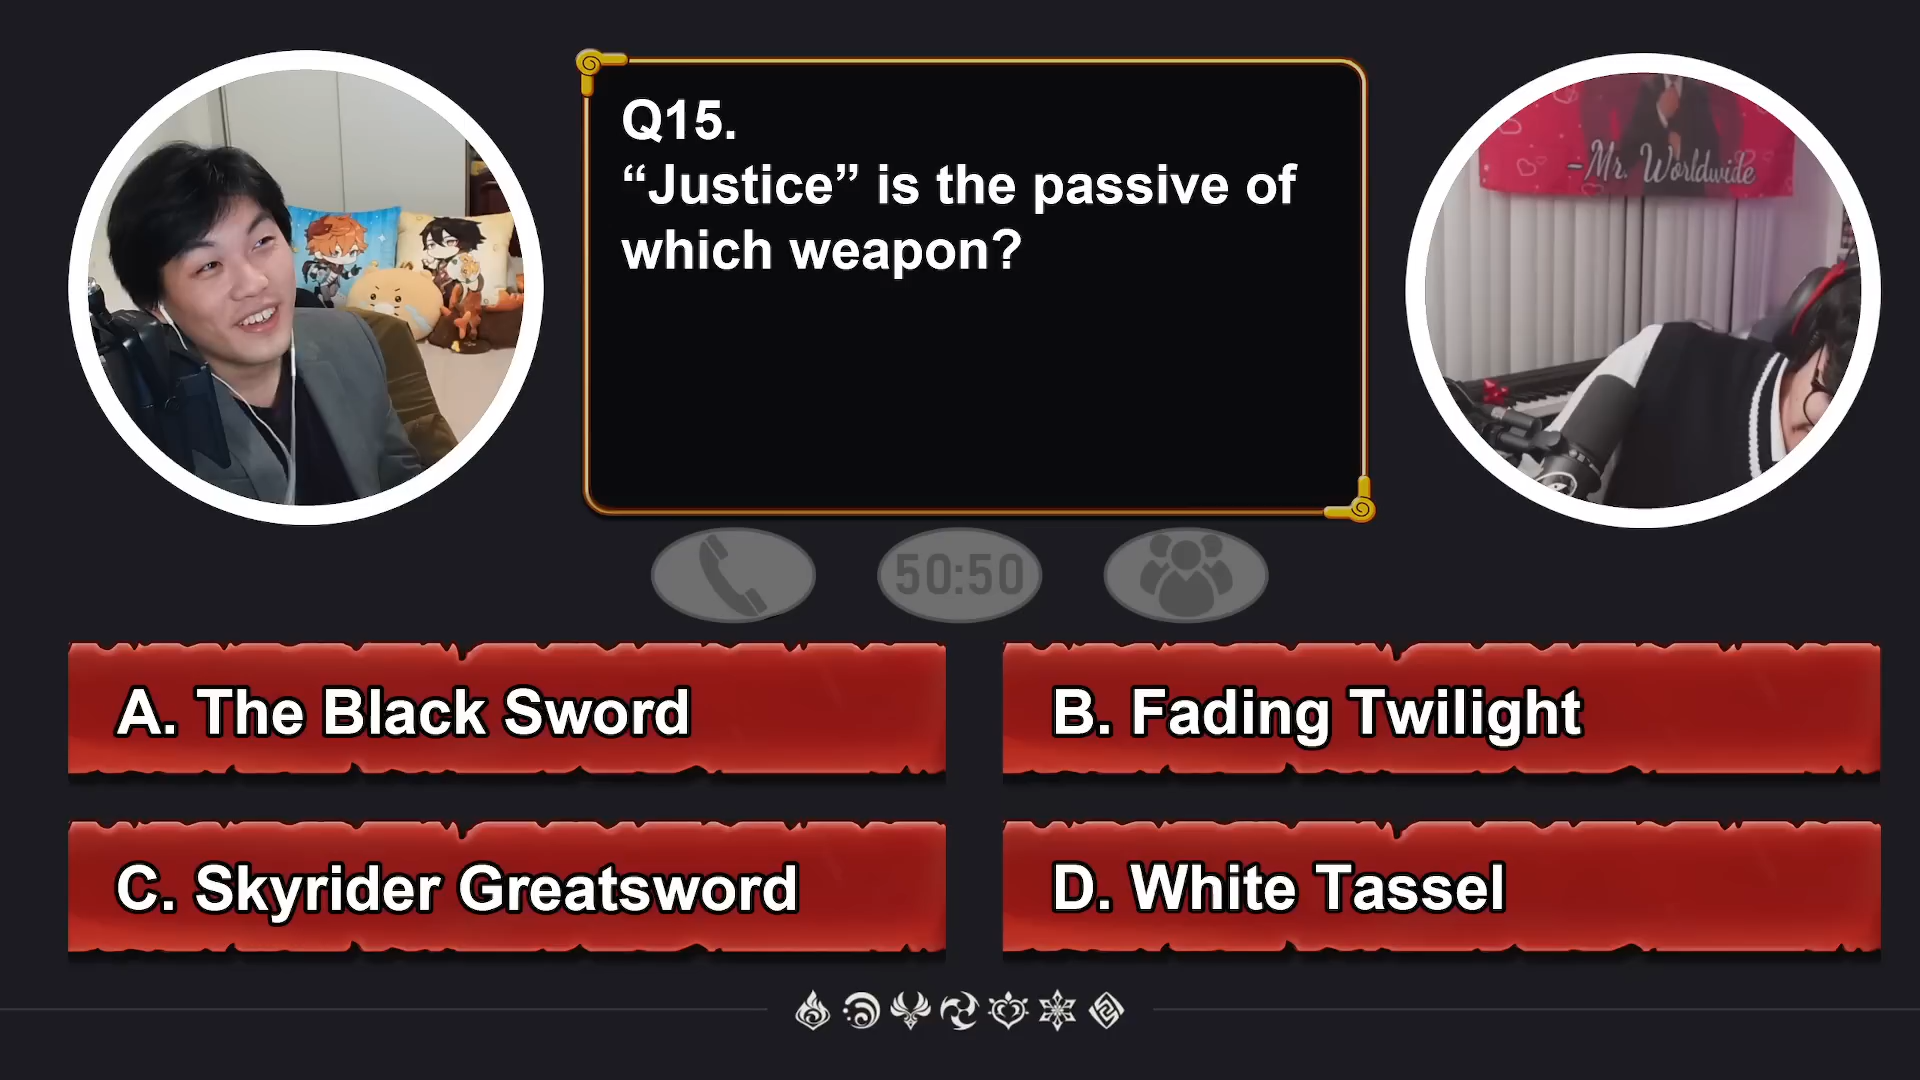 Q15.
“Justice” is the passive of
which weapon?
-Mr. Worldwide
50:50
A. The Black Sword
B. Fading Twilight
C. Skyrider Greatsword
D. White Tassel